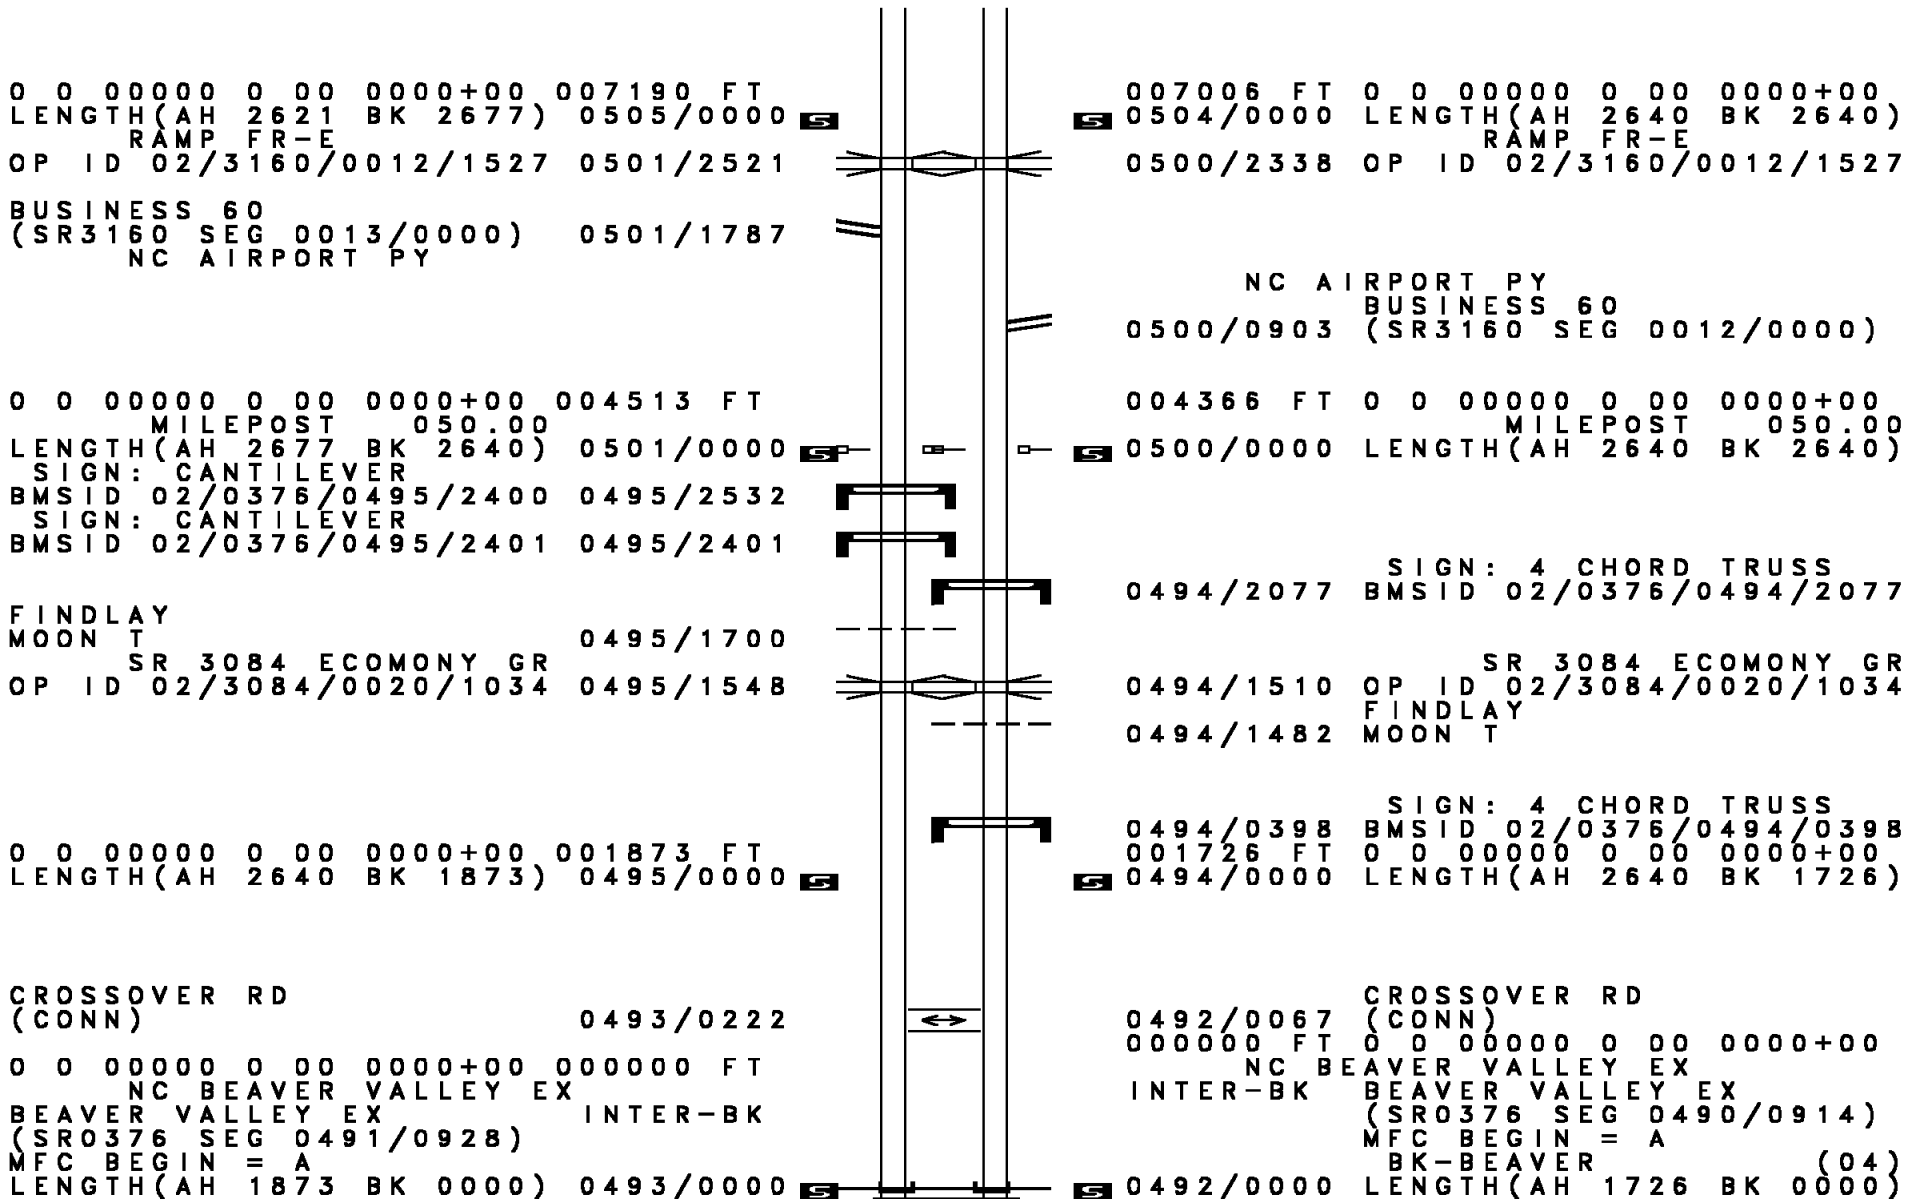 0 0 00000 0 00 0000+00 007190 FT
LENGTH(AH 2621 BK 2677) 0505/0000 S
RAMP FR-E
OP ID 02/3160/0012/1527 0501/2521
BUSINESS 60
(SR3160 SEG 0013/0000) 0501/1787
NC AIRPORT PY
0 0 00000 0 00 0000+00 004513 FT
MILEPOST 050.00
LENGTH(AH 2677 BK 2640) 0501/0000 S
SIGN: CANTILEVER
BMSID 02/0376/0495/2400 0495/2532
SIGN: CANTILEVER
BMSID 02/0376/0495/2401 0495/2401
FINDLAY
MOON T 0495/1700
SR 3084 ECOMONY GR
OP ID 02/3084/0020/1034 0495/1548
0 0 00000 0 00 0000+00 001873 FT
LENGTH(AH 2640 BK 1873) 0495/0000 S
CROSSOVER RD
(CONN) 0493/0222
0 0 00000 0 00 0000+00 000000 FT
NC BEAVER VALLEY EX
BEAVER VALLEY EX INTER-BK
(SR0376 SEG 0491/0928)
MFC BEGIN = A
LENGTH(AH 1873 BK 0000) 0493/0000 S
007006 FT 0 0 00000 0 00 0000+00
S 0504/0000 LENGTH(AH 2640 BK 2640)
RAMP FR-E
0500/2338 OP ID 02/3160/0012/1527
NC AIRPORT PY
BUSINESS 60
0500/0903 (SR3160 SEG 0012/0000)
004366 FT 0 0 00000 0 00 0000+00
MILEPOST 050.00
S 0500/0000 LENGTH(AH 2640 BK 2640)
SIGN: 4 CHORD TRUSS
0494/2077 BMSID 02/0376/0494/2077
SR 3084 ECOMONY GR
0494/1510 OP ID 02/3084/0020/1034
FINDLAY
0494/1482 MOON T
SIGN: 4 CHORD TRUSS
0494/0398 BMSID 02/0376/0494/0398
001726 FT 0 0 00000 0 00 0000+00
S 0494/0000 LENGTH(AH 2640 BK 1726)
CROSSOVER RD
0492/0067 (CONN)
000000 FT 0 0 00000 0 00 0000+00
NC BEAVER VALLEY EX
INTER-BK BEAVER VALLEY EX
(SR0376 SEG 0490/0914)
MFC BEGIN = A
BK-BEAVER (04)
S 0492/0000 LENGTH(AH 1726 BK 0000)